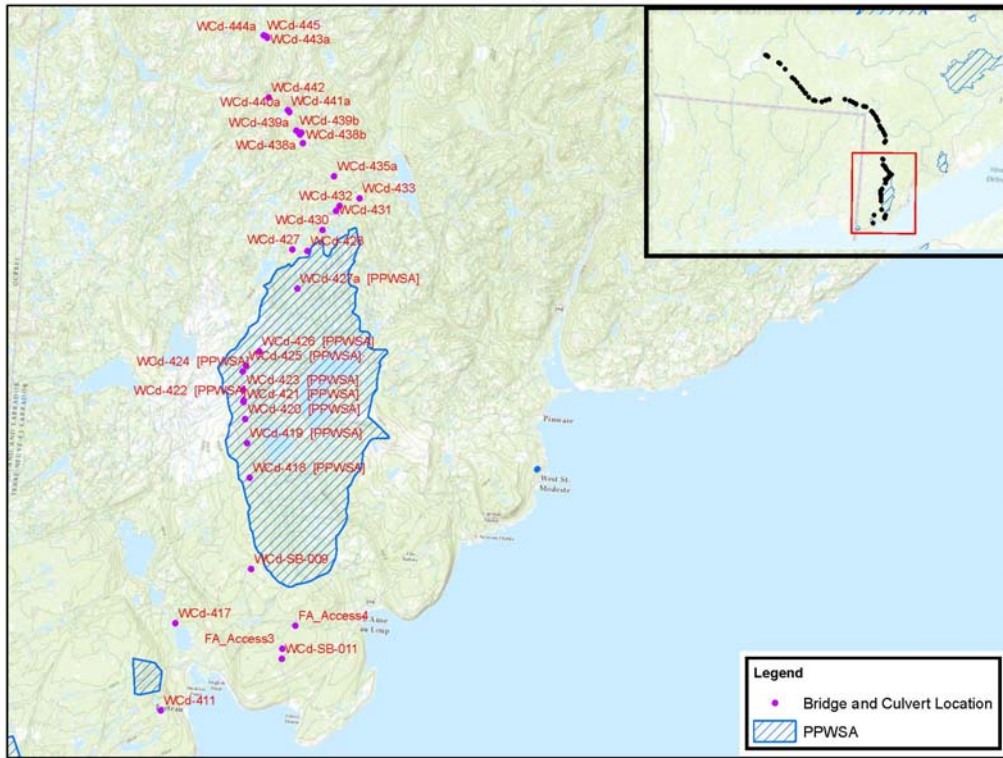 WCd-444a
WCd-445
WCd-443a
WCd-442
WCd-440a
WCd-441a
WCd-439a
WCd-439b
WCd-438b
WCd-438a
WCd-435a
WCd-433
WCd-432
WCd-431
WCd-430
WCd-427
WCd-428
QUEBEC
WCd-427a [PPWSA]
WCd-426 [PPWSA]
WCd-425 [PPWSA]
WCd-424 [PPWSA]
WCd-423 [PPWSA]
WCd-422 [PPWSA]
WCd-421 [PPWSA]
WCd-420 [PPWSA]
WCd-419 [PPWSA]
WCd-418 [PPWSA]
Pinware
West St.
Modeste
WCd-SB-009
WCd-417
FA_Access4
au Loup
FA_Access3
WCd-SB-011
WCd-411
Legend
Bridge and Culvert Location
PPWSA